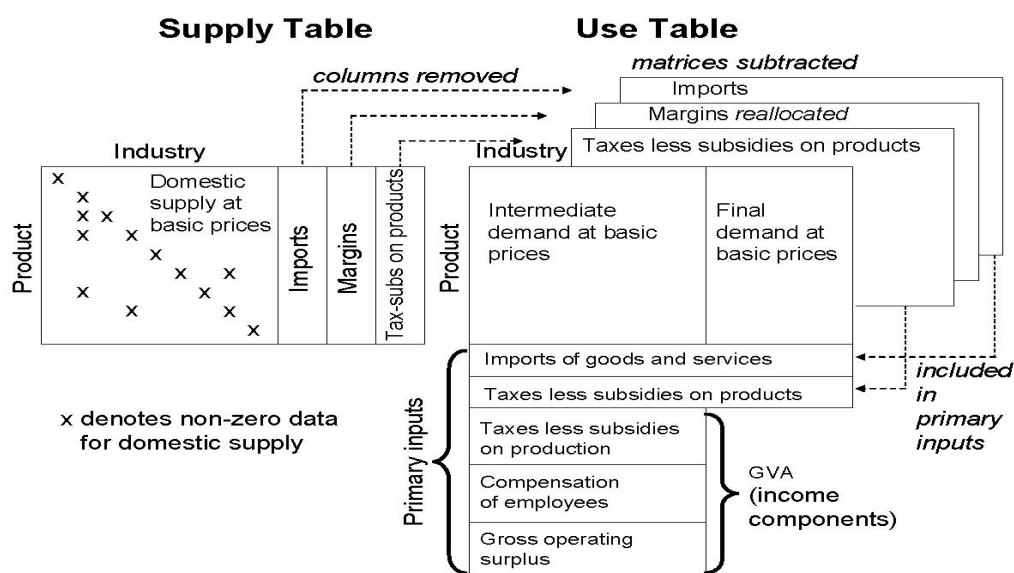 Supply Table
Use Table
columns removed
matrices subtracted
Imports
Margins reallocated
Taxes less subsidies on products
Industry
Product
x
x
x
x
x
x
x
x
x
x
x
x
x
x
Domestic
supply at
basic prices
Imports
Margins
Tax-subs on products
Industry
Product
Intermediate
demand at basic
prices
Final
demand at
basic prices
Imports of goods and services
Taxes less subsidies on products
included
in
primary
inputs
x denotes non-zero data
for domestic supply
Primary inputs
Taxes less subsidies
on production
Compensation
of employees
Gross operating
surplus
GVA
(income
components)